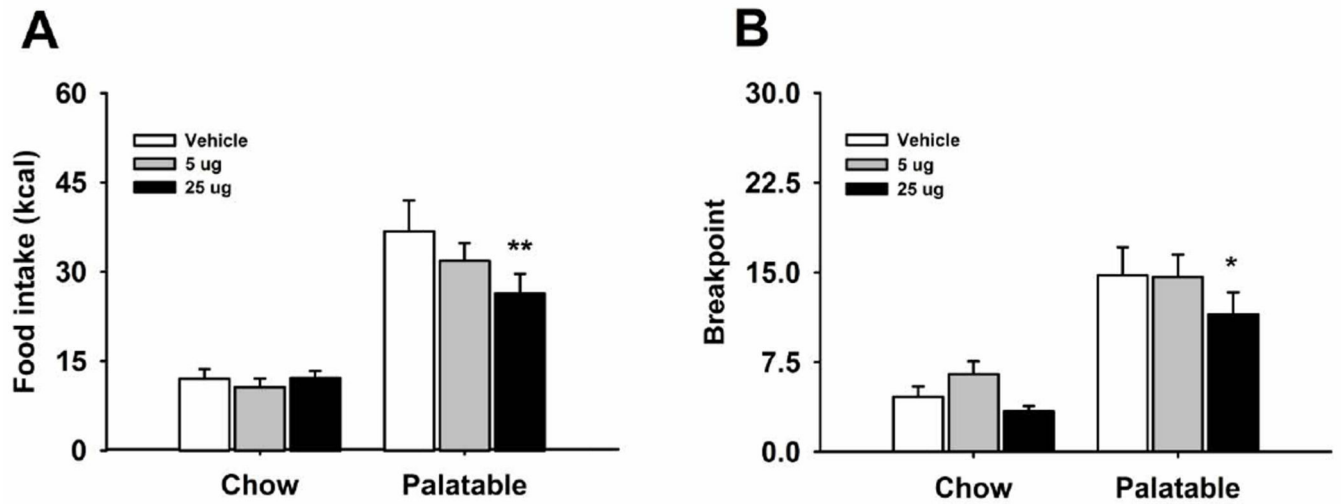 A
Food intake (kcal)
60
45
30
15
0
Vehicle
5 ug
25 ug
**
Chow Palatable
B
Breakpoint
30.0
22.5
15.0
7.5
0.0
Vehicle
5 ug
25 ug
*
Chow Palatable